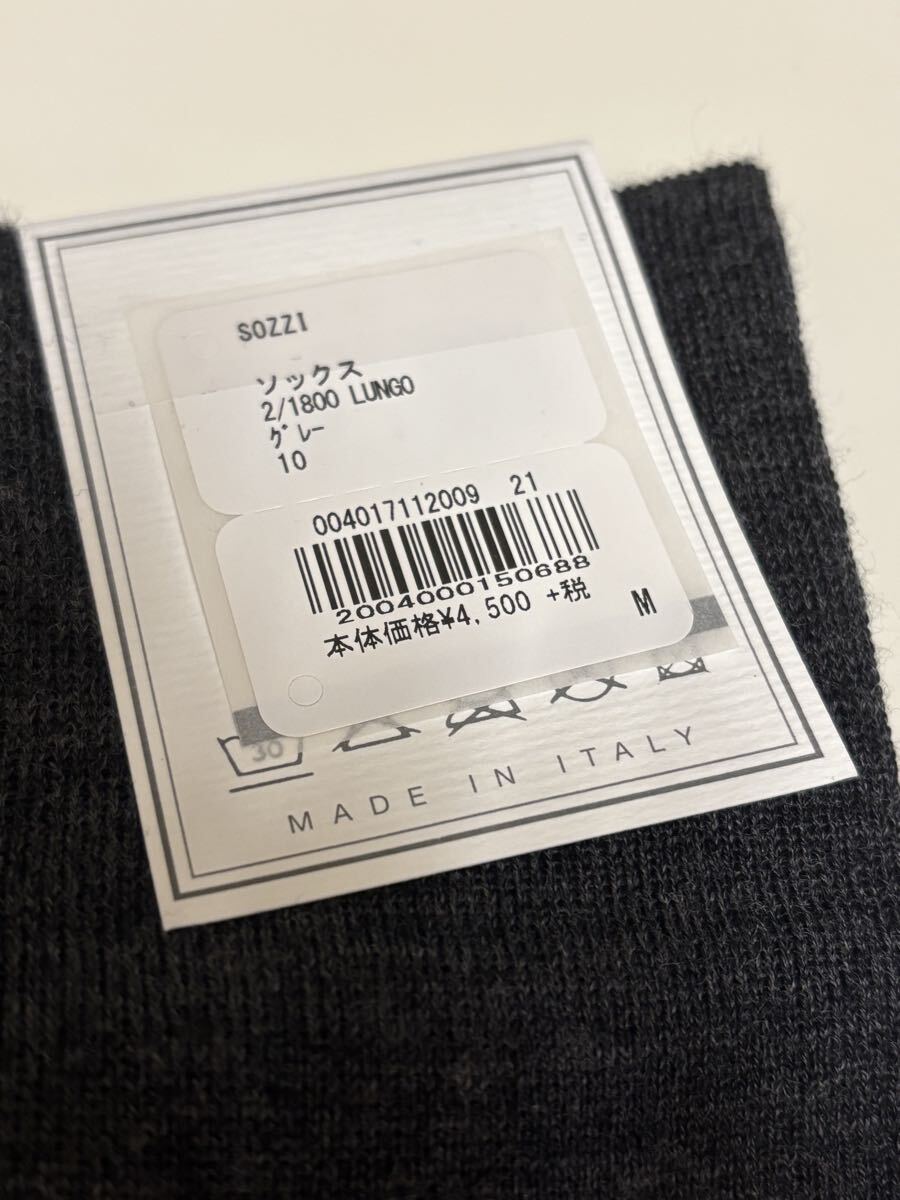 SOZZI
ソックス
2/1800 LUNGO
グレー
10
004017112009 21
2004000150688
本体価格¥4,500 +税 M
30
MADE IN ITALY